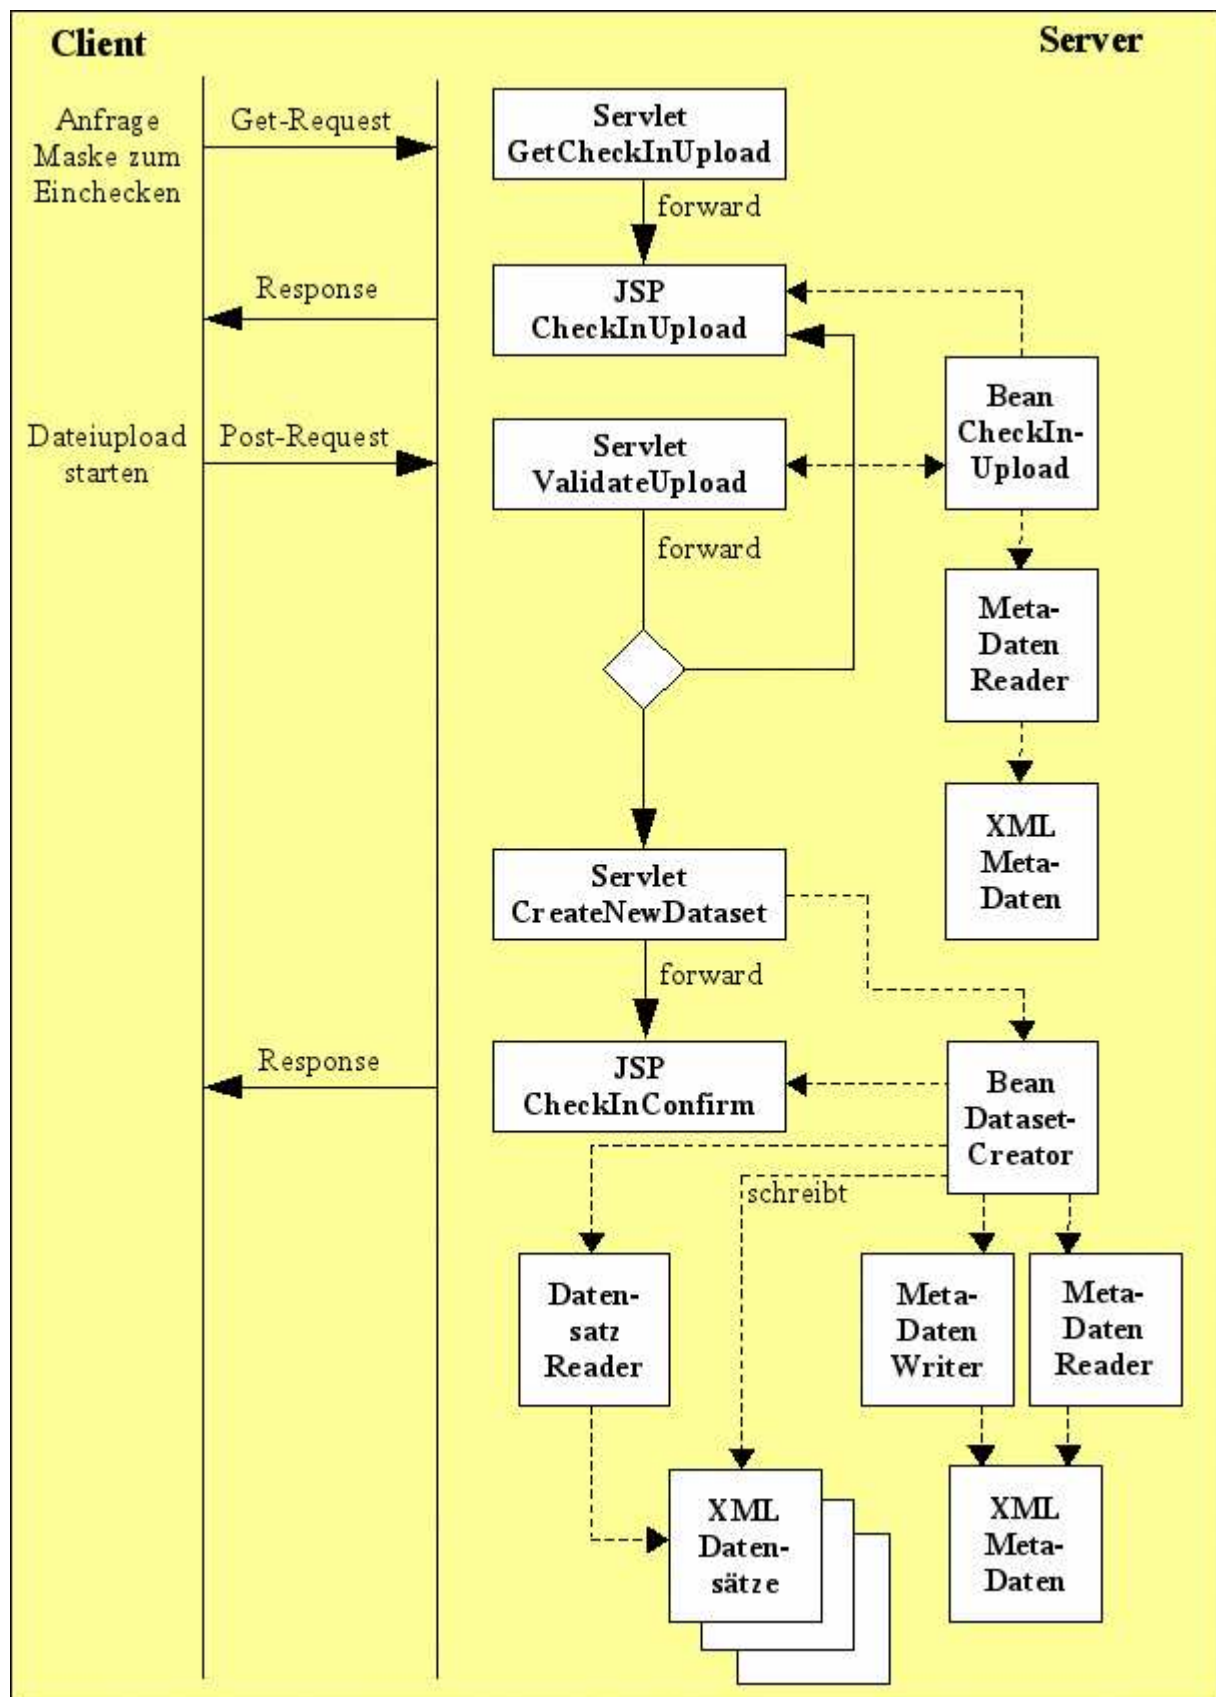 Client
Server
Anfrage
Maske zum
Einchecken
Get-Request
Servlet
GetCheckInUpload
forward
Response
JSP
CheckInUpload
Bean
CheckIn-
Upload
Dateiupload
starten
Post-Request
Servlet
ValidateUpload
forward
Meta-
Daten
Reader
XML
Meta-
Daten
Servlet
CreateNewDataset
forward
Response
JSP
CheckInConfirm
Bean
Dataset-
Creator
schreibt
Daten-
satz
Reader
Meta-
Daten
Writer
Meta-
Daten
Reader
XML
Daten-
sätze
XML
Meta-
Daten